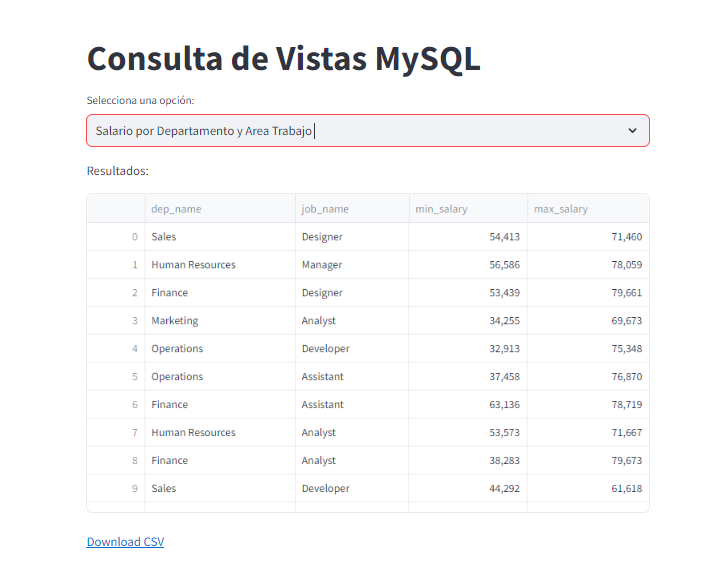 Consulta de Vistas MySQL
Selecciona una opción:
Salario por Departamento y Area Trabajo
Resultados:
dep_name job_name min_salary max_salary
0 Sales Designer 54,413 71,460
1 Human Resources Manager 56,586 78,059
2 Finance Designer 53,439 79,661
3 Marketing Analyst 34,255 69,673
4 Operations Developer 32,913 75,348
5 Operations Assistant 37,458 76,870
6 Finance Assistant 63,136 78,719
7 Human Resources Analyst 53,573 71,667
8 Finance Analyst 38,283 79,673
9 Sales Developer 44,292 61,618
Download CSV